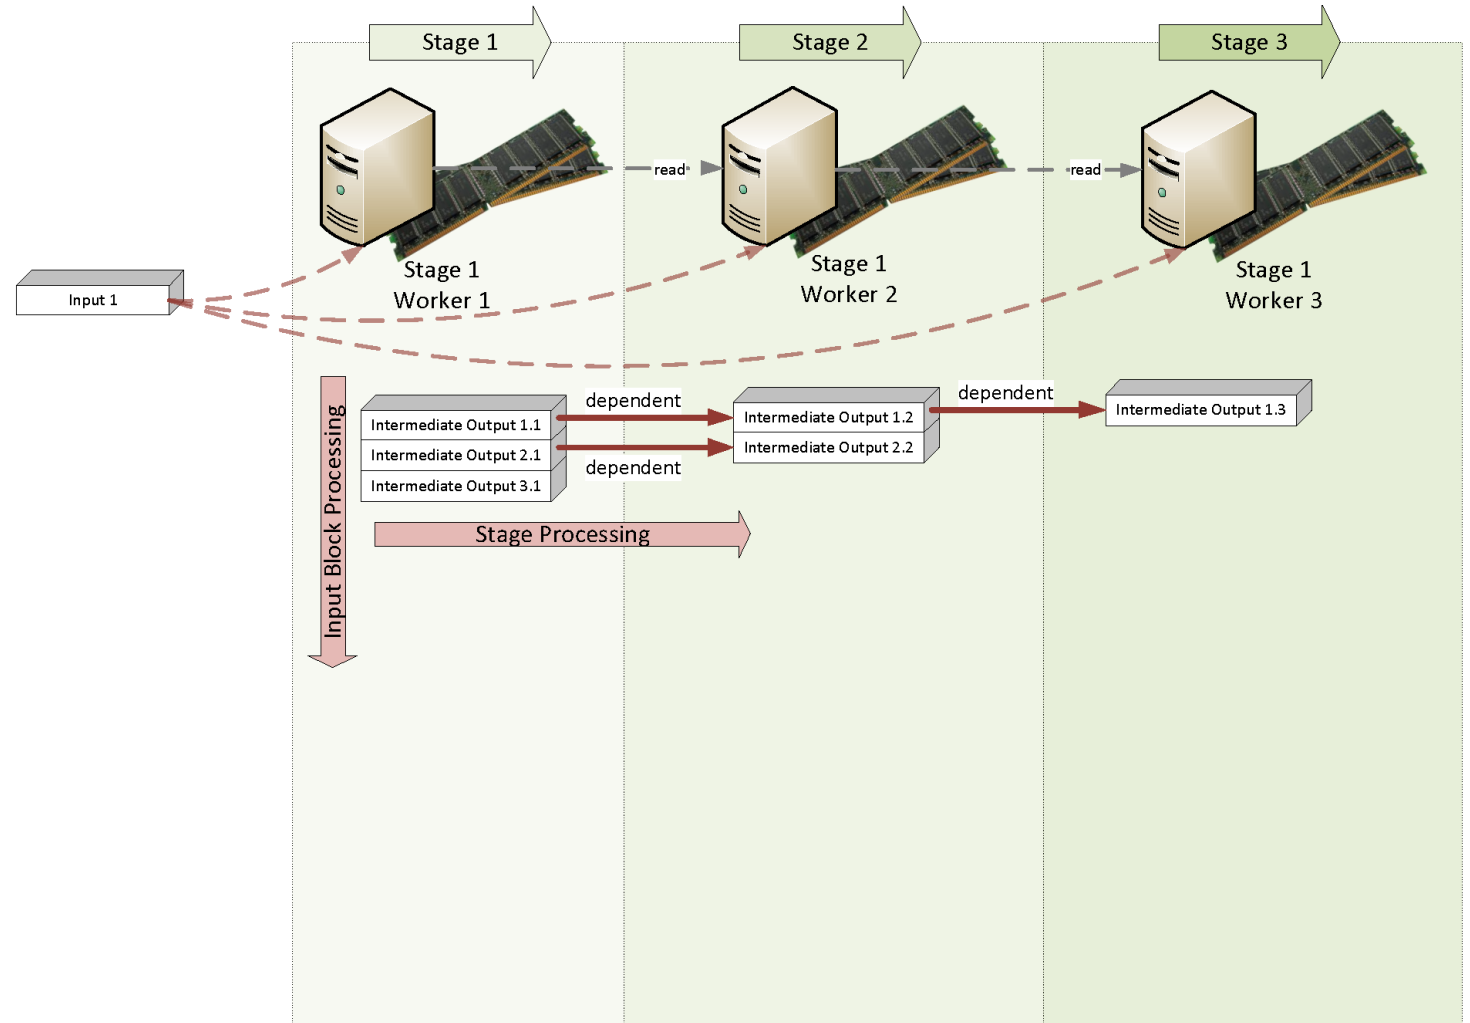 Stage 1
Stage 2
Stage 3
read
read
Stage 1
Worker 1
Stage 1
Worker 2
Stage 1
Worker 3
Input 1
Input Block Processing
Intermediate Output 1.1
Intermediate Output 2.1
Intermediate Output 3.1
dependent
dependent
Intermediate Output 1.2
Intermediate Output 2.2
dependent
Intermediate Output 1.3
Stage Processing